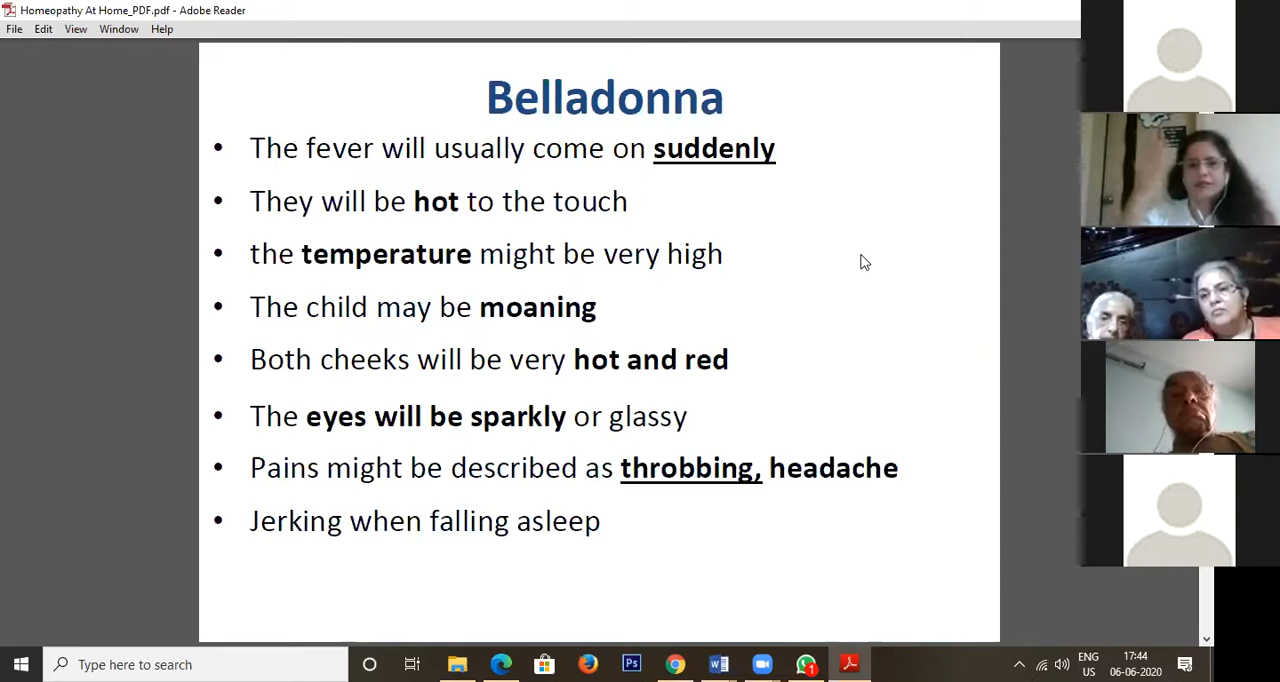 Homeopathy At Home_PDF.pdf - Adobe Reader
File Edit View Window Help
Belladonna
• The fever will usually come on suddenly
• They will be hot to the touch
• the temperature might be very high
• The child may be moaning
• Both cheeks will be very hot and red
• The eyes will be sparkly or glassy
• Pains might be described as throbbing, headache
• Jerking when falling asleep
Type here to search
Ps
W
1
ENG
US
17:44
06-06-2020